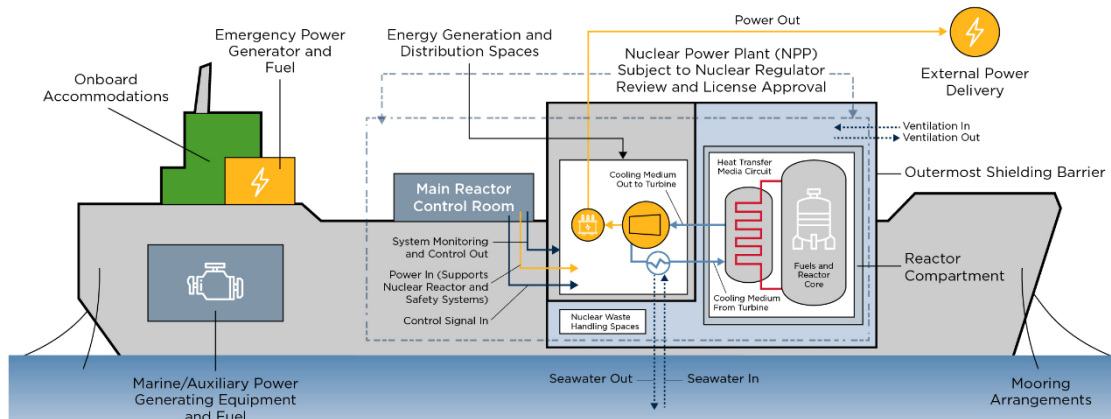 Power Out
Emergency Power
Generator and
Fuel
Energy Generation and
Distribution Spaces
Nuclear Power Plant (NPP)
Subject to Nuclear Regulator
Review and License Approval
External Power
Delivery
Onboard
Accommodations
Ventilation In
Ventilation Out
Main Reactor
Control Room
Cooling Medium
Out to Turbine
Heat Transfer
Media Circuit
Outermost Shielding Barrier
System Monitoring
and Control Out
Power In (Supports
Nuclear Reactor and
Safety Systems)
Control Signal In
Fuels and
Reactor
Core
Reactor
Compartment
Cooling Medium
From Turbine
Nuclear Waste
Handling Spaces
Seawater Out
Seawater In
Marine/Auxiliary Power
Generating Equipment
and Fuel
Mooring
Arrangements